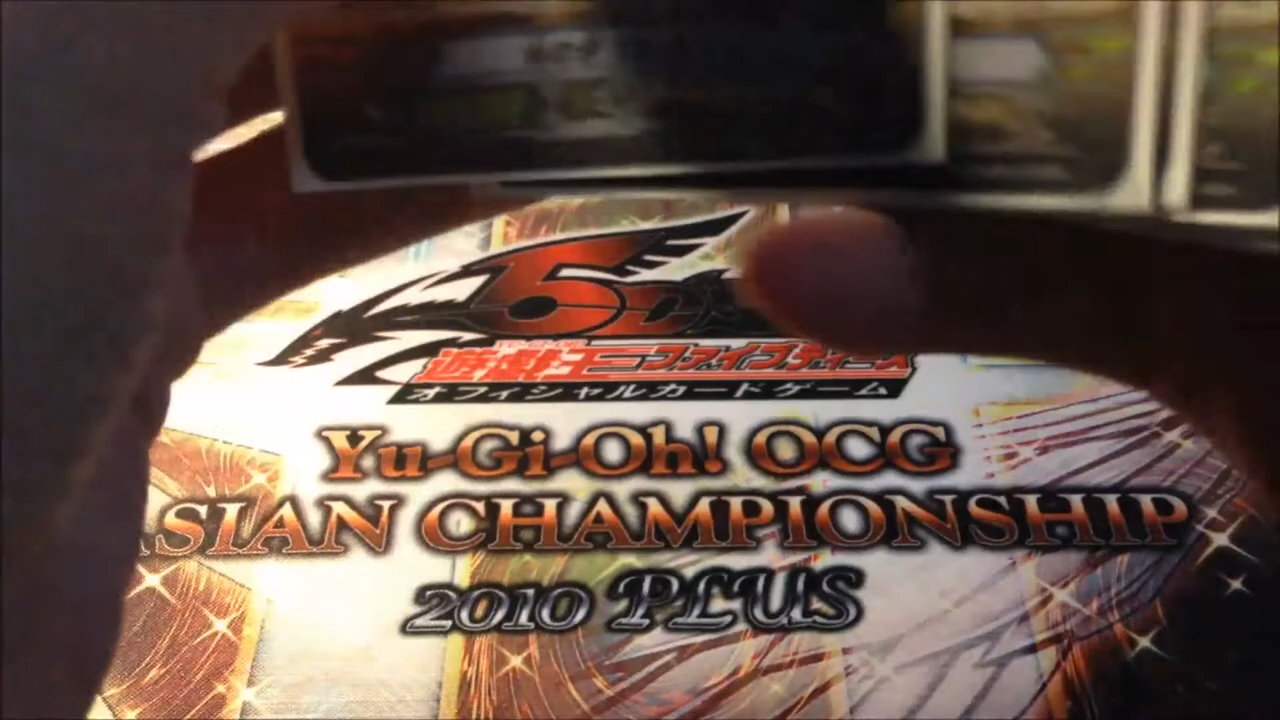 5D's
遊戯王ファイブディーズ
オフィシャルカードゲーム
Yu-Gi-Oh! OCG
ASIAN CHAMPIONSHIP
2010 PLUS